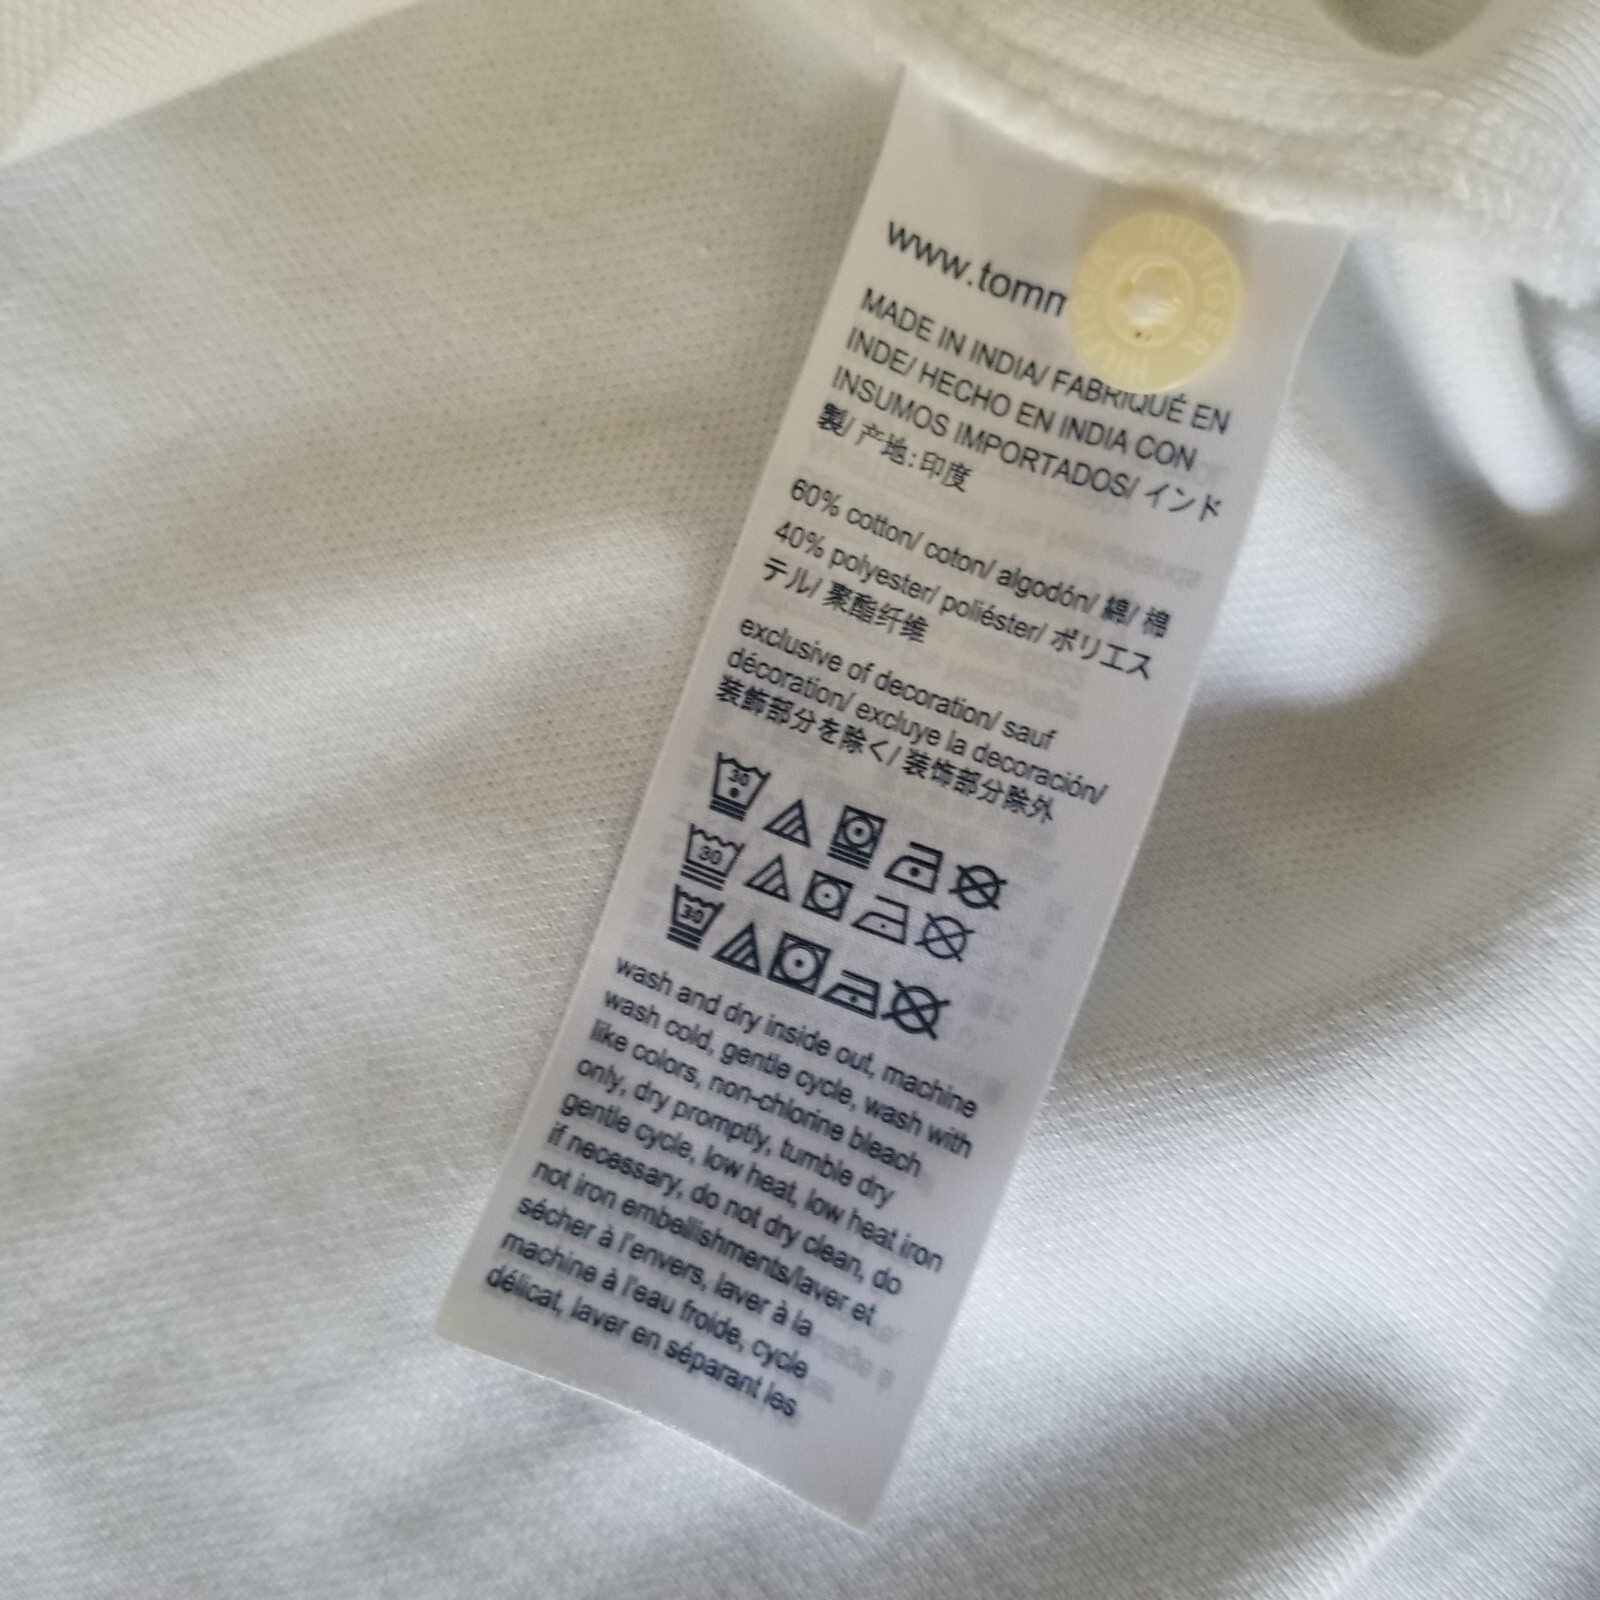 www.tomm
HILFIGER
HILFIGER
MADE IN INDIA/ FABRIQUÉ EN
INDE/ HECHO EN INDIA CON
INSUMOS IMPORTADOS/ インド
製/ 产地:印度
60% cotton/ coton/ algodón/ 綿/ 棉
40% polyester/ poliéster/ ポリエス
テル/ 聚酯纤维
exclusive of decoration/ sauf
décoration/ excluye la decoración/
装飾部分を除く/ 装饰部分除外
30
30
30
wash and dry inside out, machine
wash cold, gentle cycle, wash with
like colors, non-chlorine bleach
only, dry promptly, tumble dry
gentle cycle, low heat, low heat iron
if necessary, do not dry clean, do
not iron embellishments/laver et
sécher à l'envers, laver à la
machine à l'eau froide, cycle
délicat, laver en séparant les